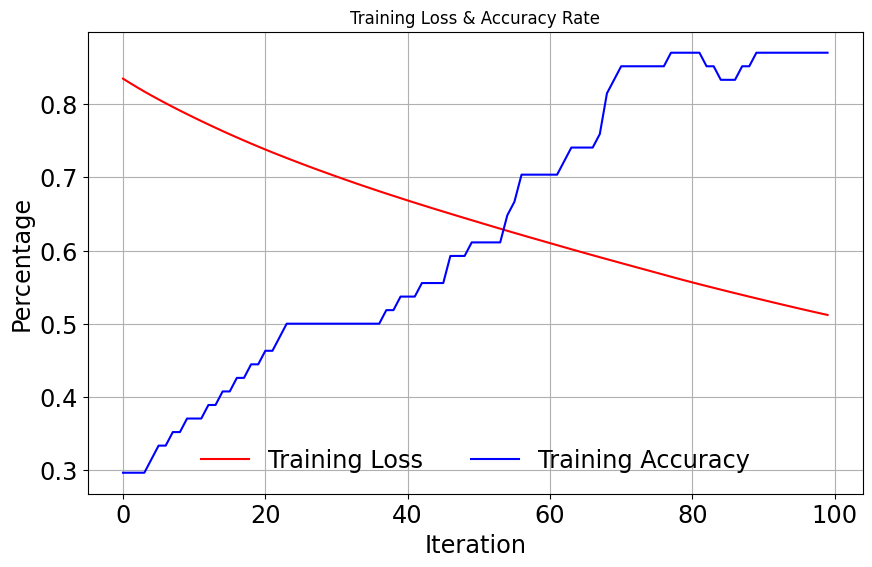 Training Loss & Accuracy Rate
Percentage
0.8
0.7
0.6
0.5
0.4
0.3
Training Loss
Training Accuracy
0 20 40 60 80 100
Iteration